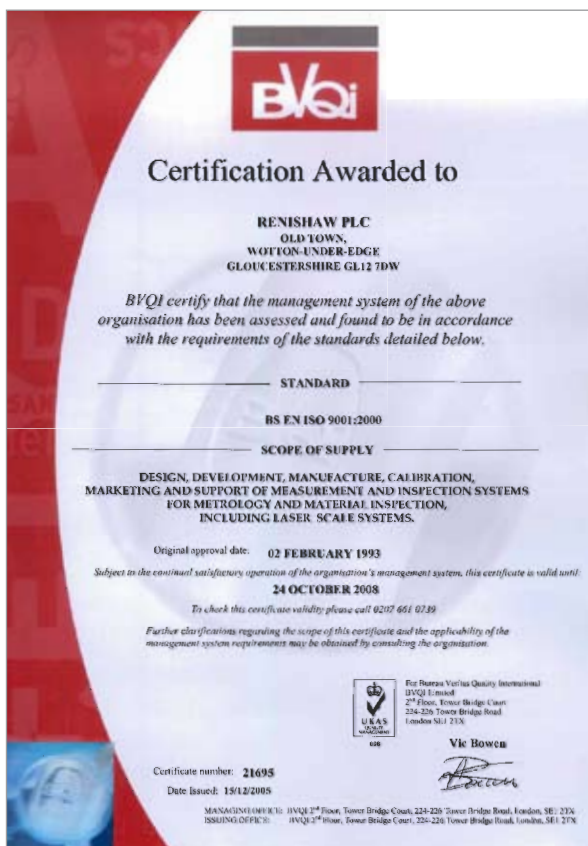 BVQi
Certification Awarded to
RENISHAW PLC
OLD TOWN,
WOTTON-UNDER-EDGE
GLOUCESTERSHIRE GL12 7DW
BVQI certify that the management system of the above
organisation has been assessed and found to be in accordance
with the requirements of the standards detailed below.
STANDARD
BS EN ISO 9001:2000
SCOPE OF SUPPLY
DESIGN, DEVELOPMENT, MANUFACTURE, CALIBRATION,
MARKETING AND SUPPORT OF MEASUREMENT AND INSPECTION SYSTEMS
FOR METROLOGY AND MATERIAL INSPECTION,
INCLUDING LASER SCALE SYSTEMS.
Original approval date: 02 FEBRUARY 1993
Subject to the continual satisfactory operation of the organisation's management system, this certificate is valid until:
24 OCTOBER 2008
To check this certificate validity please call 0207 661 0739
Further clarifications regarding the scope of this certificate and the applicability of the
management system requirements may be obtained by consulting the organisation.
For Bureau Veritas Quality International
BVQI Limited
2nd Floor, Tower Bridge Court
224-226 Tower Bridge Road
London SE1 2TX
UKAS
QUALITY
MANAGEMENT
008
Vic Bowen
Certificate number: 21695
Date Issued: 15/12/2005
MANAGING OFFICE: BVQI 2nd Floor, Tower Bridge Court, 224-226 Tower Bridge Road, London, SE1 2TX
ISSUING OFFICE: BVQI 2nd Floor, Tower Bridge Court, 224-226 Tower Bridge Road, London, SE1 2TX